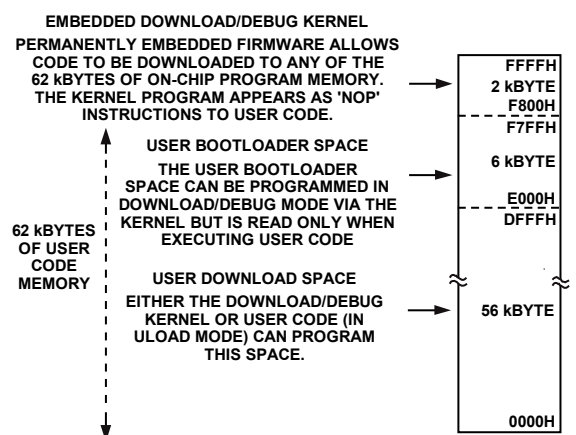 EMBEDDED DOWNLOAD/DEBUG KERNEL
PERMANENTLY EMBEDDED FIRMWARE ALLOWS
CODE TO BE DOWNLOADED TO ANY OF THE
62 kBYTES OF ON-CHIP PROGRAM MEMORY.
THE KERNEL PROGRAM APPEARS AS 'NOP'
INSTRUCTIONS TO USER CODE.
FFFFH
2 kBYTE
F800H
F7FFH
USER BOOTLOADER SPACE
THE USER BOOTLOADER
SPACE CAN BE PROGRAMMED IN
DOWNLOAD/DEBUG MODE VIA THE
KERNEL BUT IS READ ONLY WHEN
EXECUTING USER CODE
6 kBYTE
E000H
DFFFH
62 kBYTES
OF USER
CODE
MEMORY
USER DOWNLOAD SPACE
EITHER THE DOWNLOAD/DEBUG
KERNEL OR USER CODE (IN
ULOAD MODE) CAN PROGRAM
THIS SPACE.
56 kBYTE
0000H